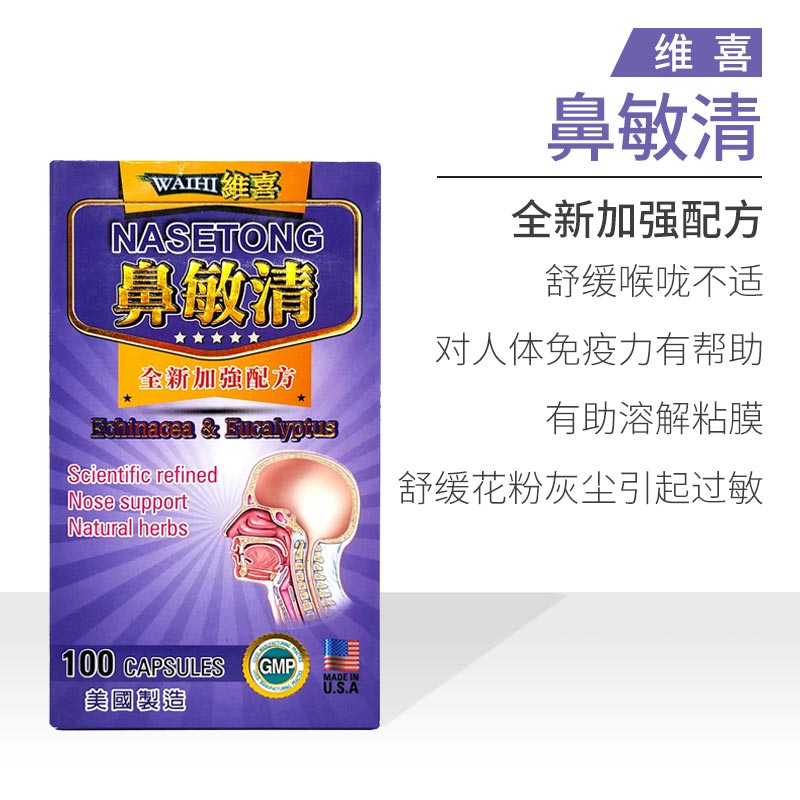 维喜
鼻敏清
全新加强配方
舒缓喉咙不适
对人体免疫力有帮助
有助溶解粘膜
舒缓花粉灰尘引起过敏
WAIHI 維喜
NASETONG
鼻敏清
全新加強配方
Echinacea & Eucalyptus
Scientific refined
Nose support
Natural herbs
100 CAPSULES
美國製造
GMP
MADE IN
U.S.A